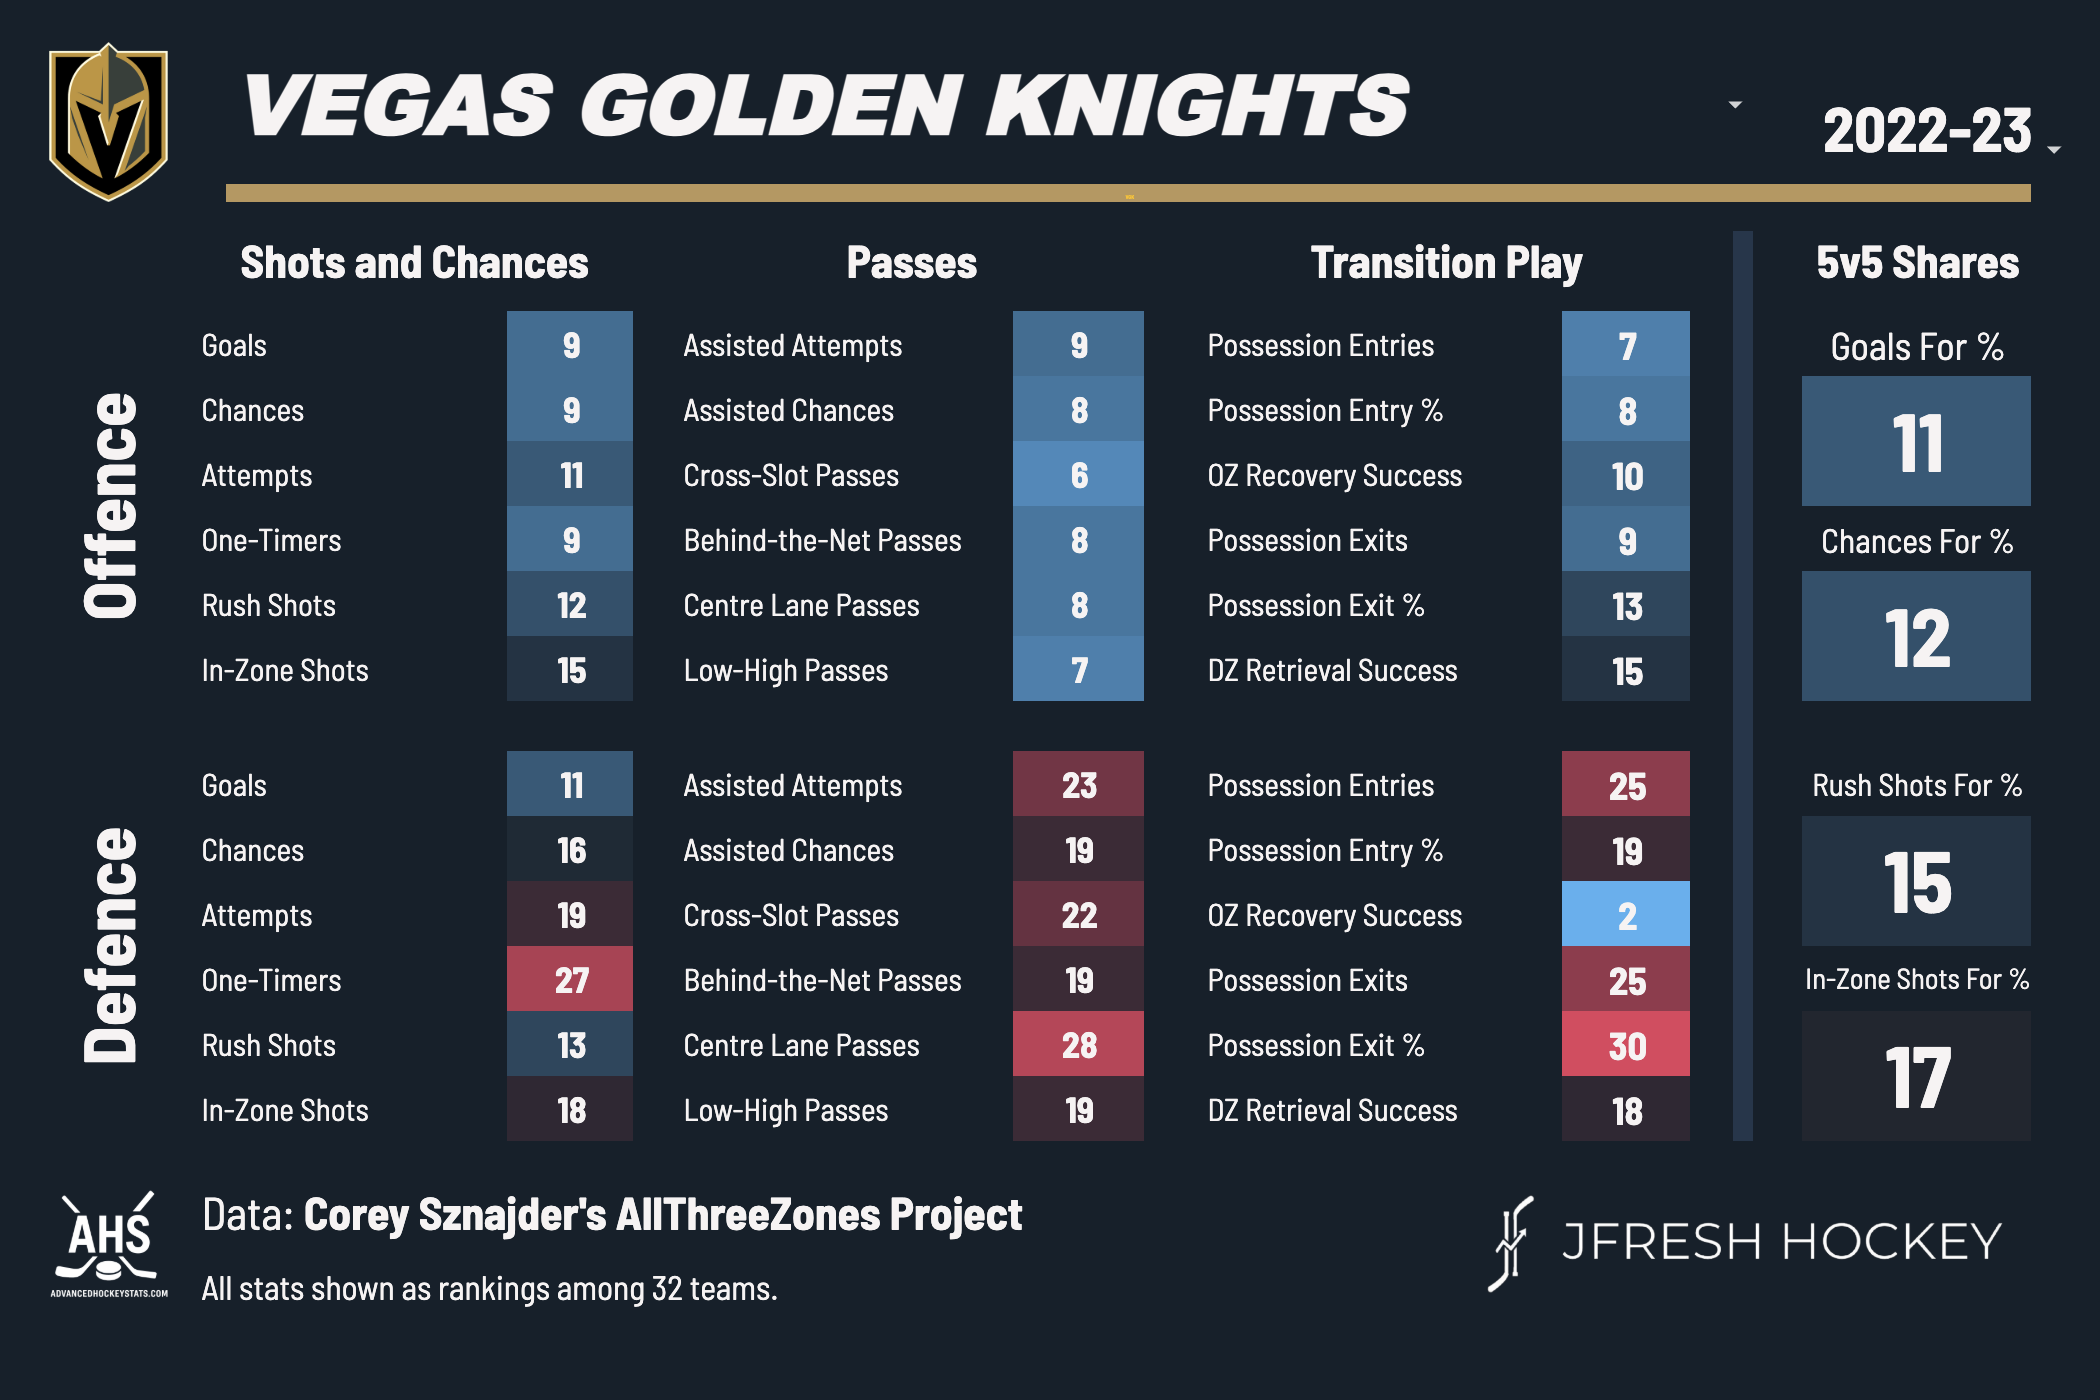 VEGAS GOLDEN KNIGHTS
2022-23
Shots and Chances
Passes
Transition Play
5v5 Shares
Offence
Goals 9
Chances 9
Attempts 11
One-Timers 9
Rush Shots 12
In-Zone Shots 15
Assisted Attempts 9
Assisted Chances 8
Cross-Slot Passes 6
Behind-the-Net Passes 8
Centre Lane Passes 8
Low-High Passes 7
Possession Entries 7
Possession Entry % 8
OZ Recovery Success 10
Possession Exits 9
Possession Exit % 13
DZ Retrieval Success 15
Goals For %
11
Chances For %
12
Defence
Goals 11
Chances 16
Attempts 19
One-Timers 27
Rush Shots 13
In-Zone Shots 18
Assisted Attempts 23
Assisted Chances 19
Cross-Slot Passes 22
Behind-the-Net Passes 19
Centre Lane Passes 28
Low-High Passes 19
Possession Entries 25
Possession Entry % 19
OZ Recovery Success 2
Possession Exits 25
Possession Exit % 30
DZ Retrieval Success 18
Rush Shots For %
15
In-Zone Shots For %
17
AHS
ADVANCEDHOCKEYSTATS.COM
Data: Corey Sznajder's AllThreeZones Project
All stats shown as rankings among 32 teams.
JFRESH HOCKEY